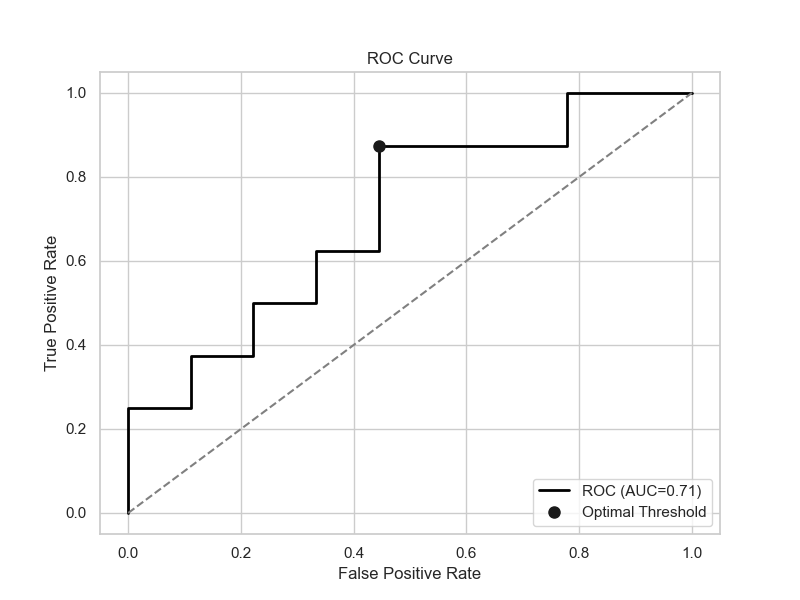 ROC Curve
True Positive Rate
1.0
0.8
0.6
0.4
0.2
0.0
0.0 0.2 0.4 0.6 0.8 1.0
False Positive Rate
ROC (AUC=0.71)
Optimal Threshold